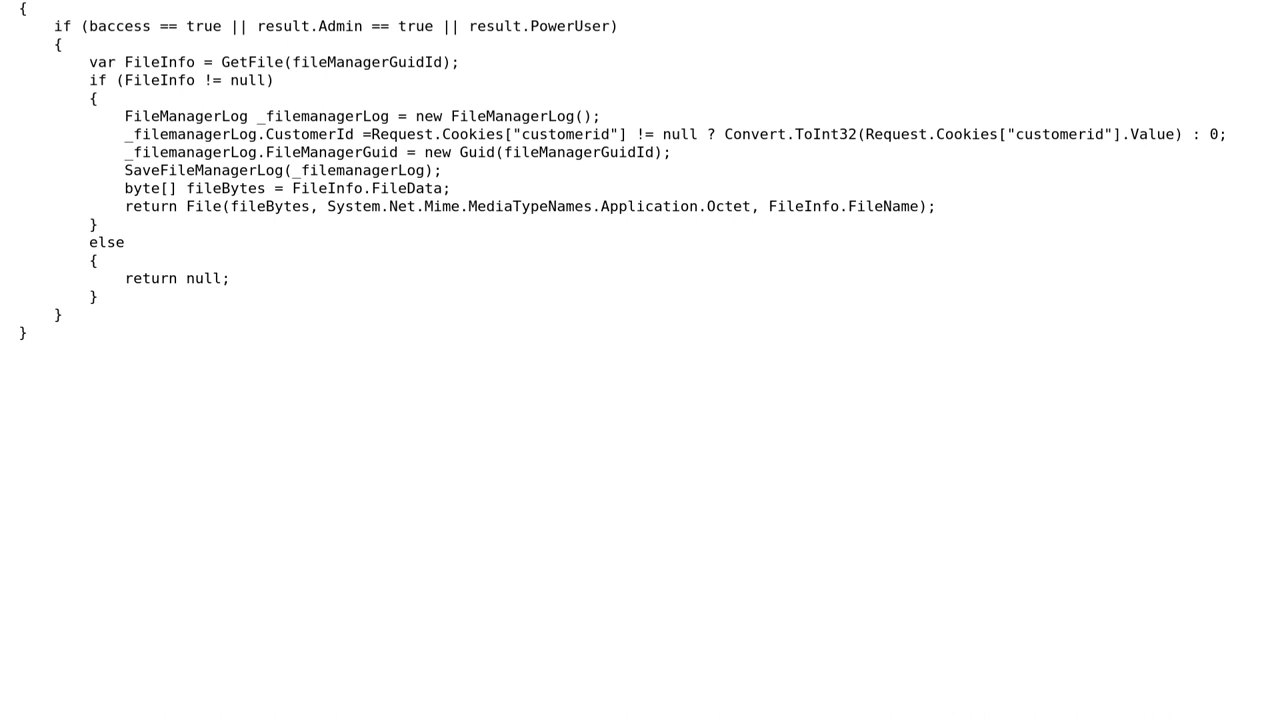 {
    if (baccess == true || result.Admin == true || result.PowerUser)
    {
        var FileInfo = GetFile(fileManagerGuidId);
        if (FileInfo != null)
        {
            FileManagerLog _filemanagerLog = new FileManagerLog();
            _filemanagerLog.CustomerId =Request.Cookies["customerid"] != null ? Convert.ToInt32(Request.Cookies["customerid"].Value) : 0;
            _filemanagerLog.FileManagerGuid = new Guid(fileManagerGuidId);
            SaveFileManagerLog(_filemanagerLog);
            byte[] fileBytes = FileInfo.FileData;
            return File(fileBytes, System.Net.Mime.MediaTypeNames.Application.Octet, FileInfo.FileName);
        }
        else
        {
            return null;
        }
    }
}